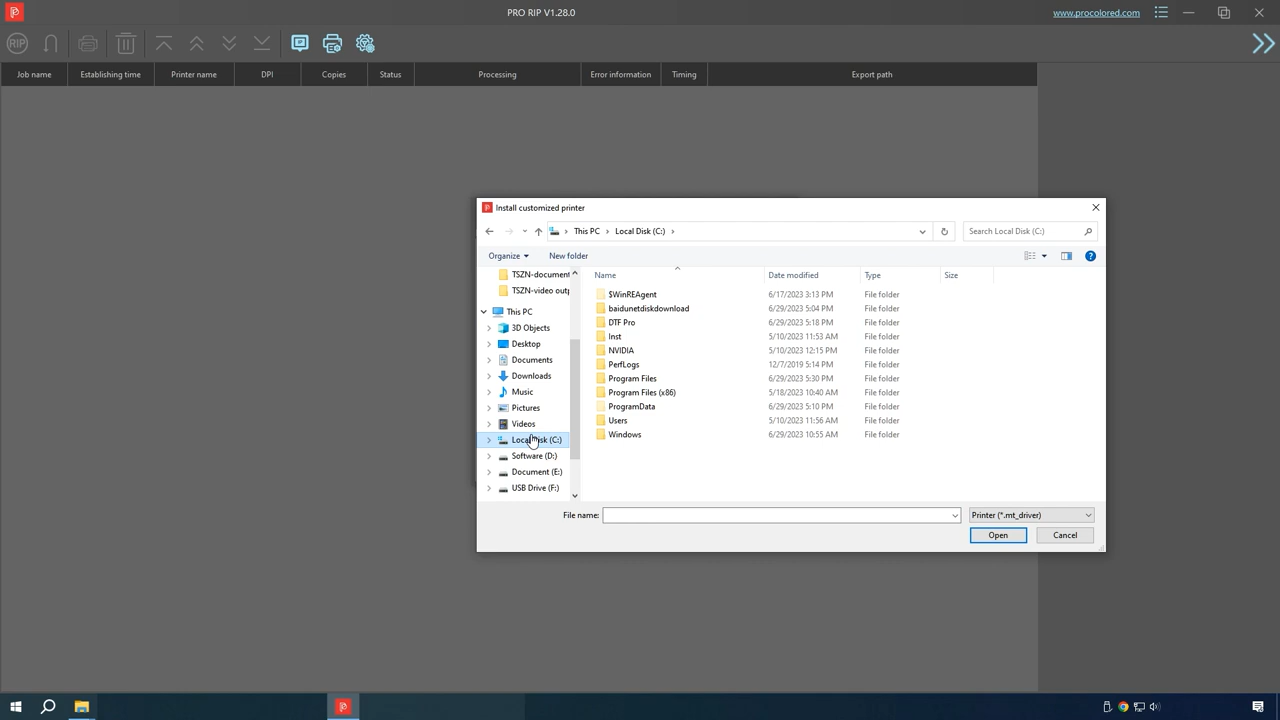 PRO RIP V1.28.0
www.procolored.com
RIP
Job name Establishing time Printer name DPI Copies Status Processing Error information Timing Export path
Install customized printer
This PC Local Disk (C:)
Search Local Disk (C:)
Organize New folder
Name Date modified Type Size
TSZN-document
TSZN-video outp
This PC
3D Objects
Desktop
Documents
Downloads
Music
Pictures
Videos
Local Disk (C:)
Software (D:)
Document (E:)
USB Drive (F:)
$WinREAgent 6/17/2023 3:13 PM File folder
baidunetdiskdownload 6/29/2023 5:04 PM File folder
DTF Pro 6/29/2023 5:18 PM File folder
Inst 5/10/2023 11:53 AM File folder
NVIDIA 5/10/2023 12:15 PM File folder
PerfLogs 12/7/2019 5:14 PM File folder
Program Files 6/29/2023 5:30 PM File folder
Program Files (x86) 5/18/2023 10:40 AM File folder
ProgramData 6/29/2023 5:10 PM File folder
Users 5/10/2023 11:56 AM File folder
Windows 6/29/2023 10:55 AM File folder
File name: Printer (*.mt_driver)
Open Cancel